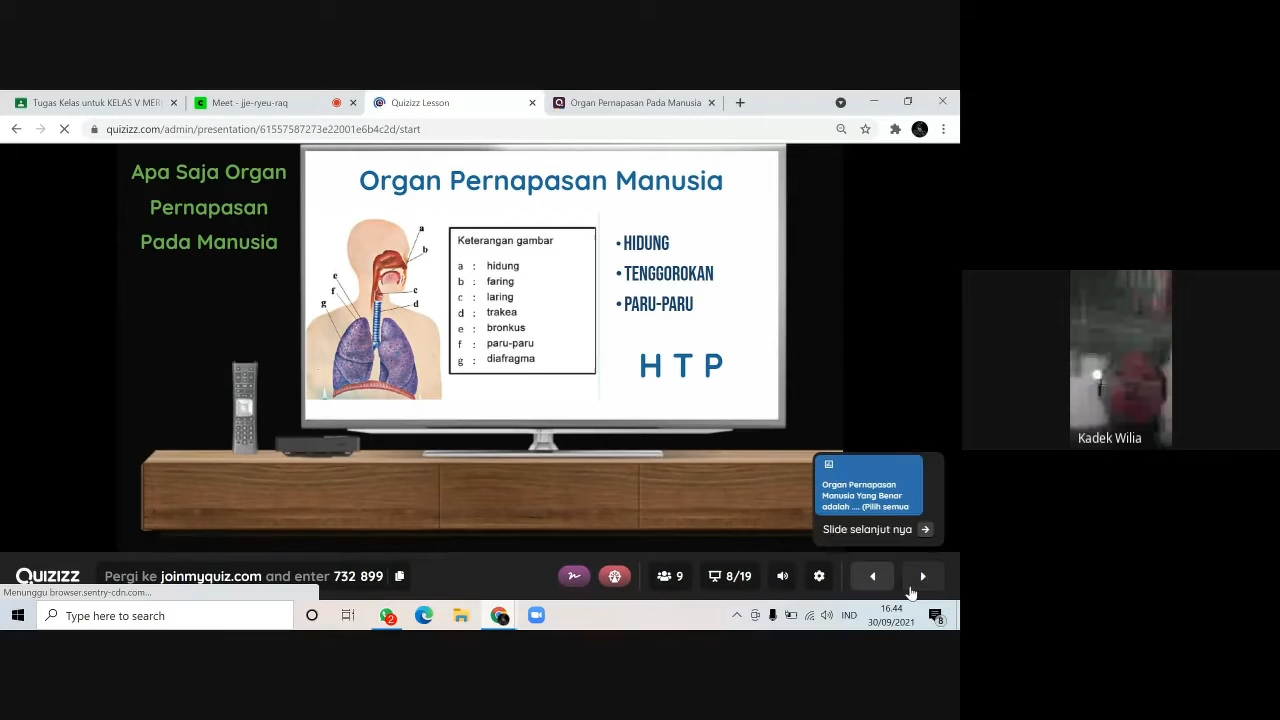 Tugas Kelas untuk KELAS V MER
Meet - jje-ryeu-raq
Quizizz Lesson
Organ Pernapasan Pada Manusia
quizizz.com/admin/presentation/61557587273e22001e6b4c2d/start
Apa Saja Organ
Pernapasan
Pada Manusia
Organ Pernapasan Manusia
a
b
c
d
e
f
g
Keterangan gambar
a : hidung
b : faring
c : laring
d : trakea
e : bronkus
f : paru-paru
g : diafragma
• HIDUNG
• TENGGOROKAN
• PARU-PARU
H T P
Organ Pernapasan
Manusia Yang Benar
adalah .... (Pilih semua
Slide selanjut nya
Kadek Wilia
QUIZIZZ
Pergi ke joinmyquiz.com and enter 732 899
9
8/19
Menunggu browser.sentry-cdn.com...
Type here to search
2
IND
16.44
30/09/2021
8